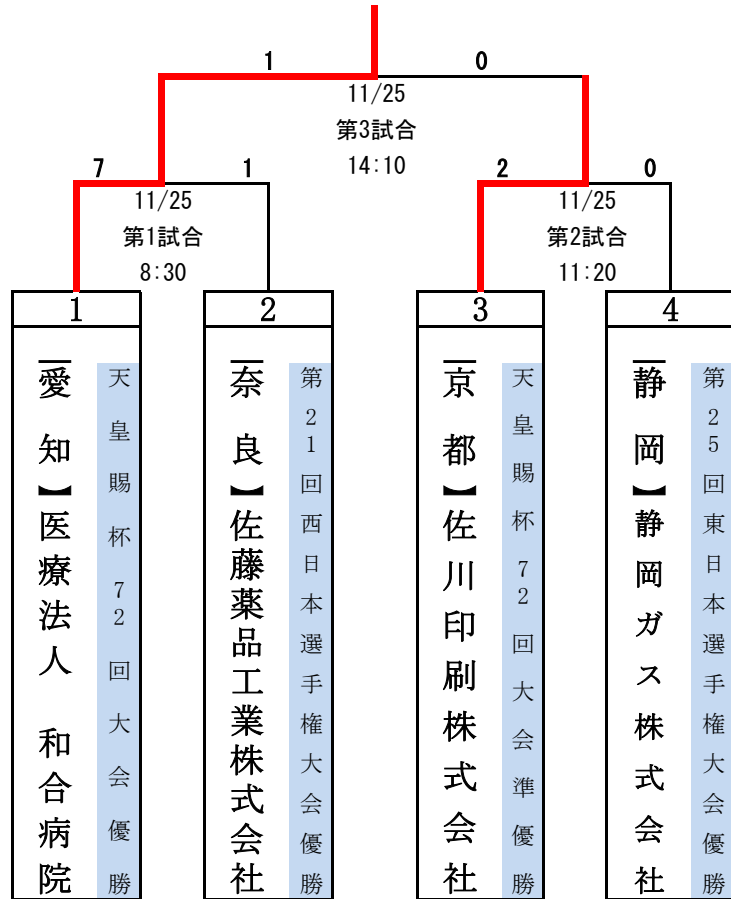 1
0
11/25
第3試合
14:10
7
1
11/25
第1試合
8:30
2
0
11/25
第2試合
11:20
1
2
3
4
【愛知】医療法人 和合病院
天皇賜杯72回大会優勝
【奈良】佐藤薬品工業株式会社
第21回西日本選手権大会優勝
【京都】佐川印刷株式会社
天皇賜杯72回大会準優勝
【静岡】静岡ガス株式会社
第25回東日本選手権大会優勝